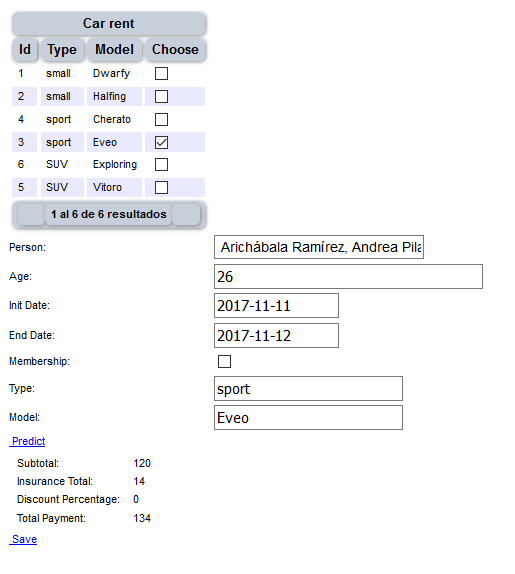 Car rent
Id Type Model Choose
1 small Dwarfy
2 small Halfing
4 sport Cherato
3 sport Eveo
6 SUV Exploring
5 SUV Vitoro
1 al 6 de 6 resultados
Person: Arichábala Ramírez, Andrea Pila
Age: 26
Init Date: 2017-11-11
End Date: 2017-11-12
Membership:
Type: sport
Model: Eveo
Predict
Subtotal: 120
Insurance Total: 14
Discount Percentage: 0
Total Payment: 134
Save